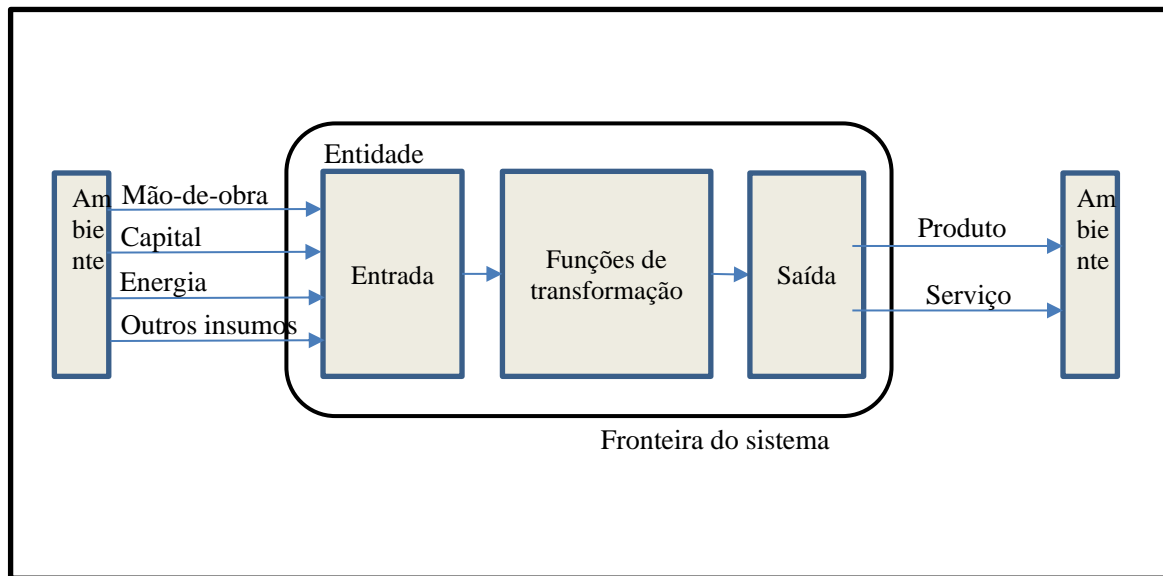 Entidade
Am
bie
nte
Mão-de-obra
Capital
Energia
Outros insumos
Entrada
Funções de
transformação
Saída
Produto
Serviço
Am
bie
nte
Fronteira do sistema